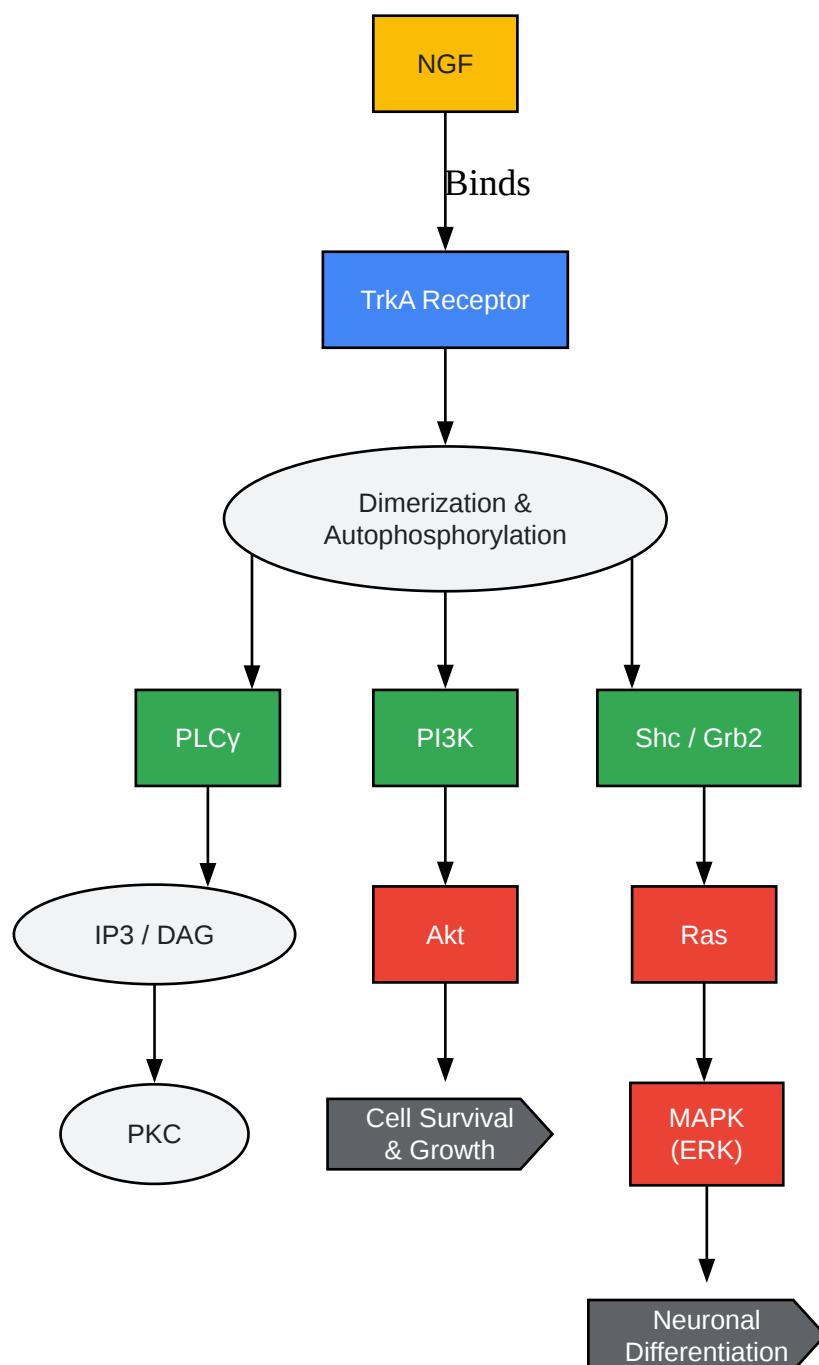 NGF
Binds
TrkA Receptor
Dimerization &
Autophosphorylation
PLCγ
PI3K
Shc / Grb2
IP3 / DAG
Akt
Ras
PKC
Cell Survival
& Growth
MAPK
(ERK)
Neuronal
Differentiation